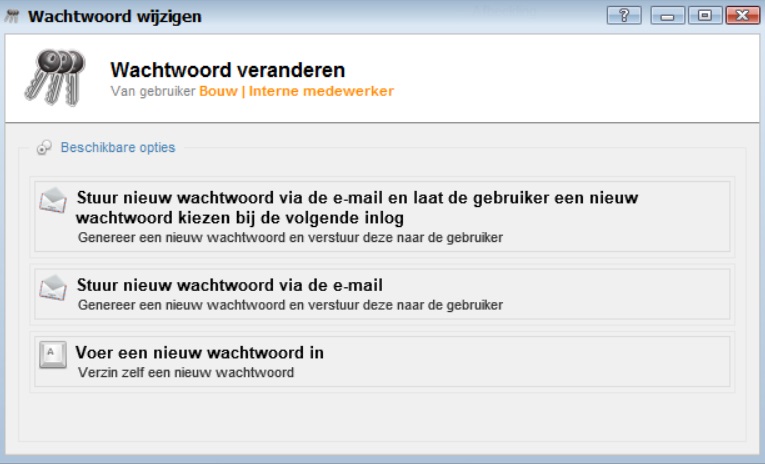 Wachtwoord wijzigen
Wachtwoord veranderen
Van gebruiker Bouw | Interne medewerker
Beschikbare opties
Stuur nieuw wachtwoord via de e-mail en laat de gebruiker een nieuw
wachtwoord kiezen bij de volgende inlog
Genereer een nieuw wachtwoord en verstuur deze naar de gebruiker
Stuur nieuw wachtwoord via de e-mail
Genereer een nieuw wachtwoord en verstuur deze naar de gebruiker
A
Voer een nieuw wachtwoord in
Verzin zelf een nieuw wachtwoord